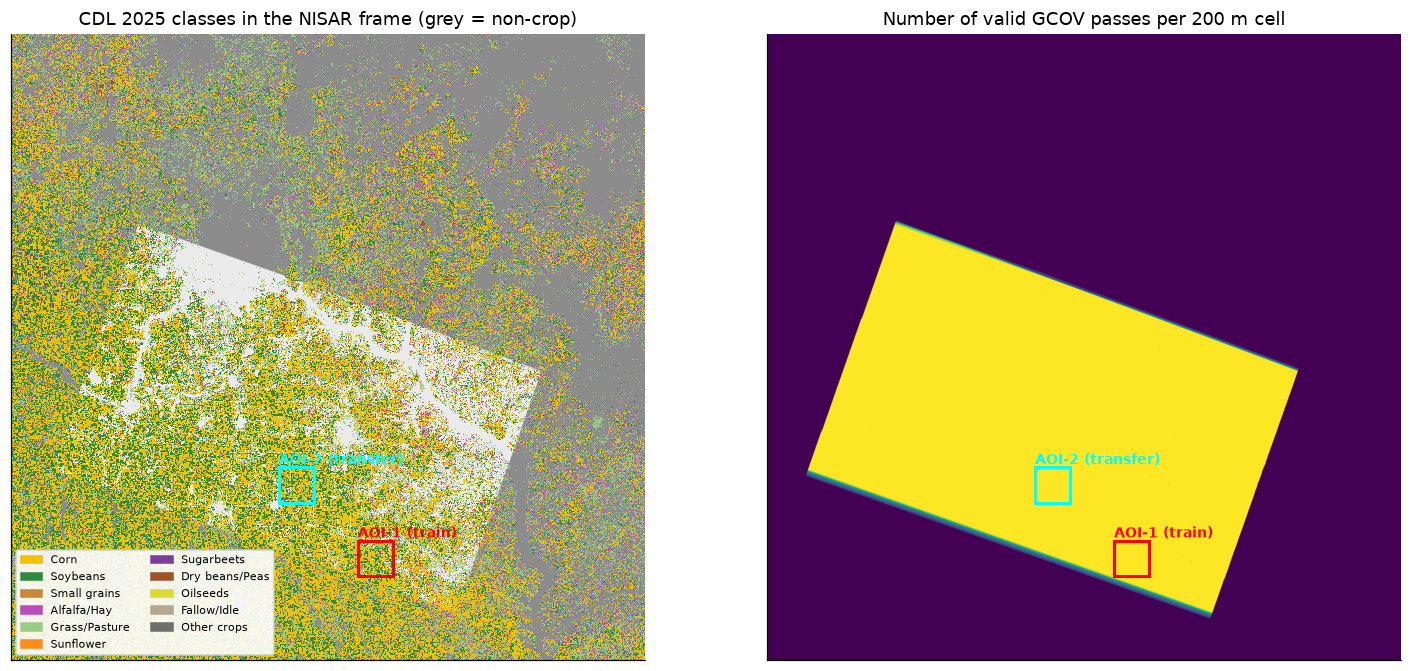 CDL 2025 classes in the NISAR frame (grey = non-crop)
Number of valid GCOV passes per 200 m cell
AOI-2 (transfer)
AOI-1 (train)
Corn
Soybeans
Small grains
Alfalfa/Hay
Grass/Pasture
Sunflower
Sugarbeets
Dry beans/Peas
Oilseeds
Fallow/Idle
Other crops
AOI-2 (transfer)
AOI-1 (train)